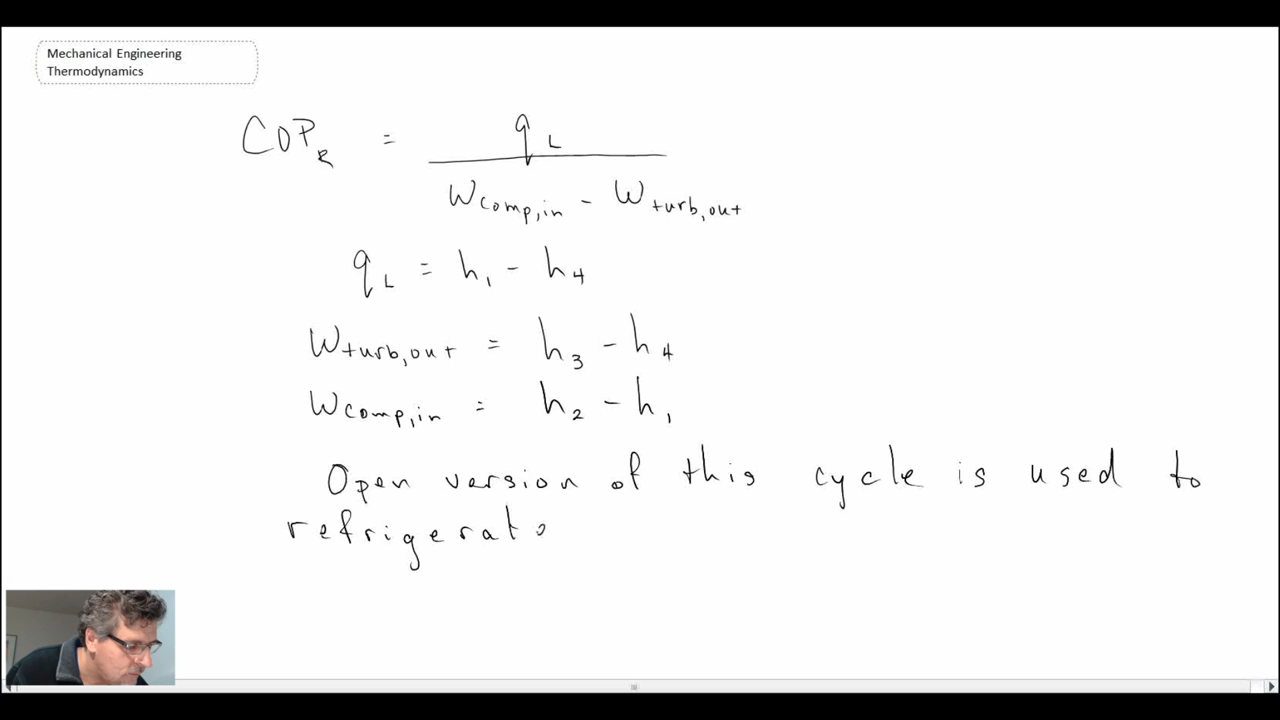 Mechanical Engineering
Thermodynamics
COP_R = q_L / (w_comp,in - w_turb,out)
q_L = h_1 - h_4
w_turb,out = h_3 - h_4
w_comp,in = h_2 - h_1
Open version of this cycle is used to
refrigerato